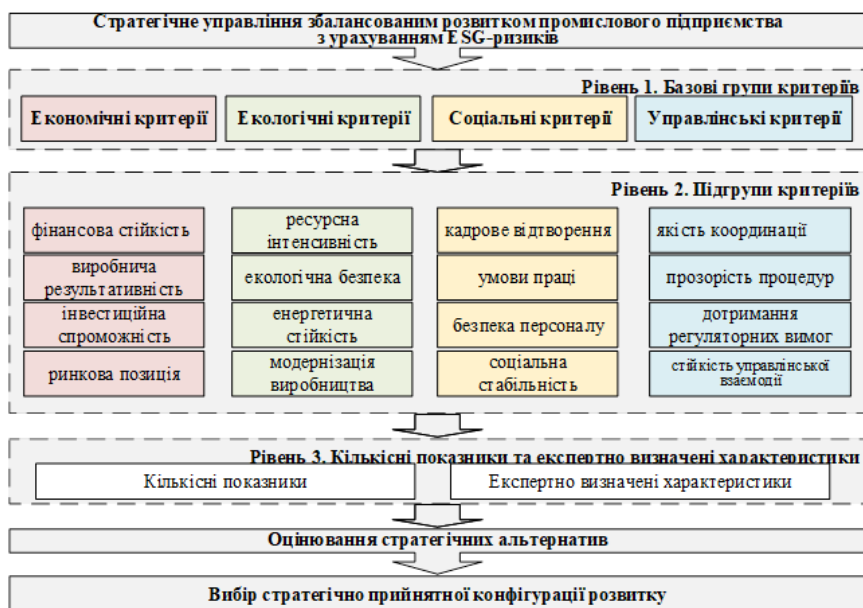 Стратегічне управління збалансованим розвитком промислового підприємства
з урахуванням ESG-ризиків
Рівень 1. Базові групи критеріїв
Економічні критерії
Екологічні критерії
Соціальні критерії
Управлінські критерії
Рівень 2. Підгрупи критеріїв
фінансова стійкість
ресурсна
інтенсивність
кадрове відтворення
якість координації
виробнича
результативність
екологічна безпека
умови праці
прозорість процедур
інвестиційна
спроможність
енергетична
стійкість
безпека персоналу
дотримання
регуляторних вимог
ринкова позиція
модернізація
виробництва
соціальна
стабільність
стійкість управлінської
взаємодії
Рівень 3. Кількісні показники та експертно визначені характеристики
Кількісні показники
Експертно визначені характеристики
Оцінювання стратегічних альтернатив
Вибір стратегічно прийнятної конфігурації розвитку